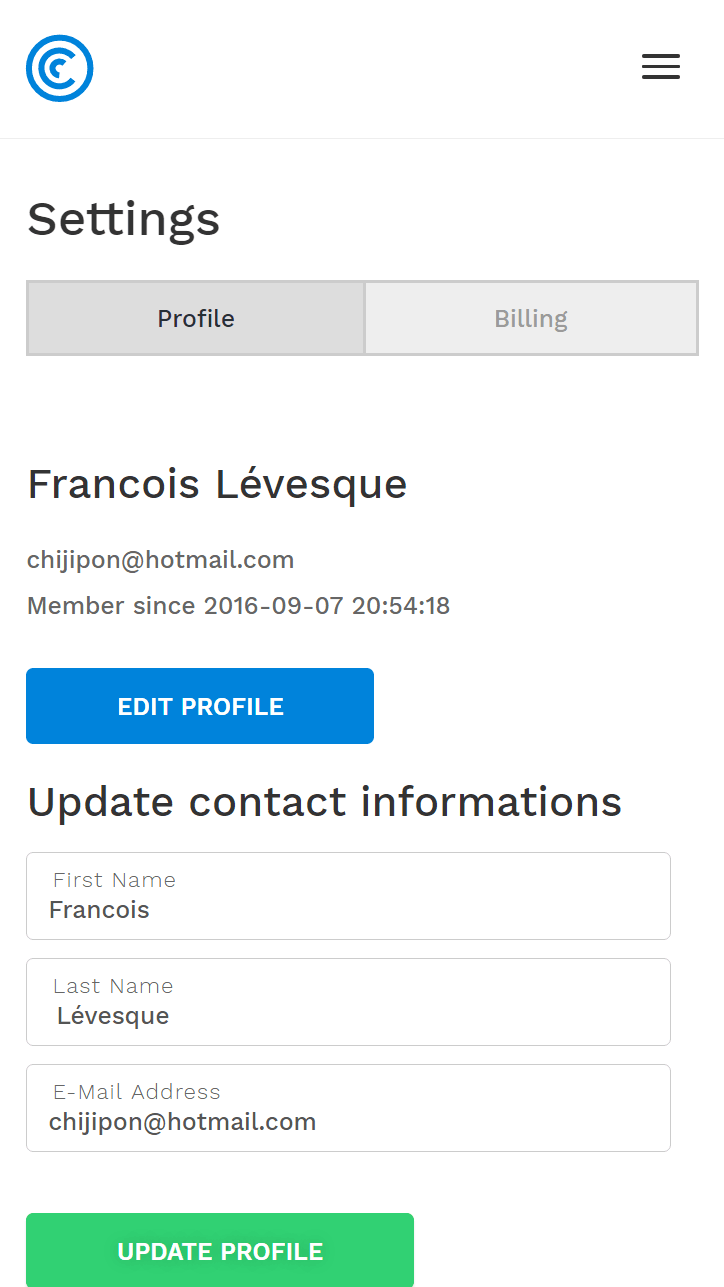 Settings
Profile
Billing
Francois Lévesque
chijipon@hotmail.com
Member since 2016-09-07 20:54:18
EDIT PROFILE
Update contact informations
First Name
Francois
Last Name
Lévesque
E-Mail Address
chijipon@hotmail.com
UPDATE PROFILE